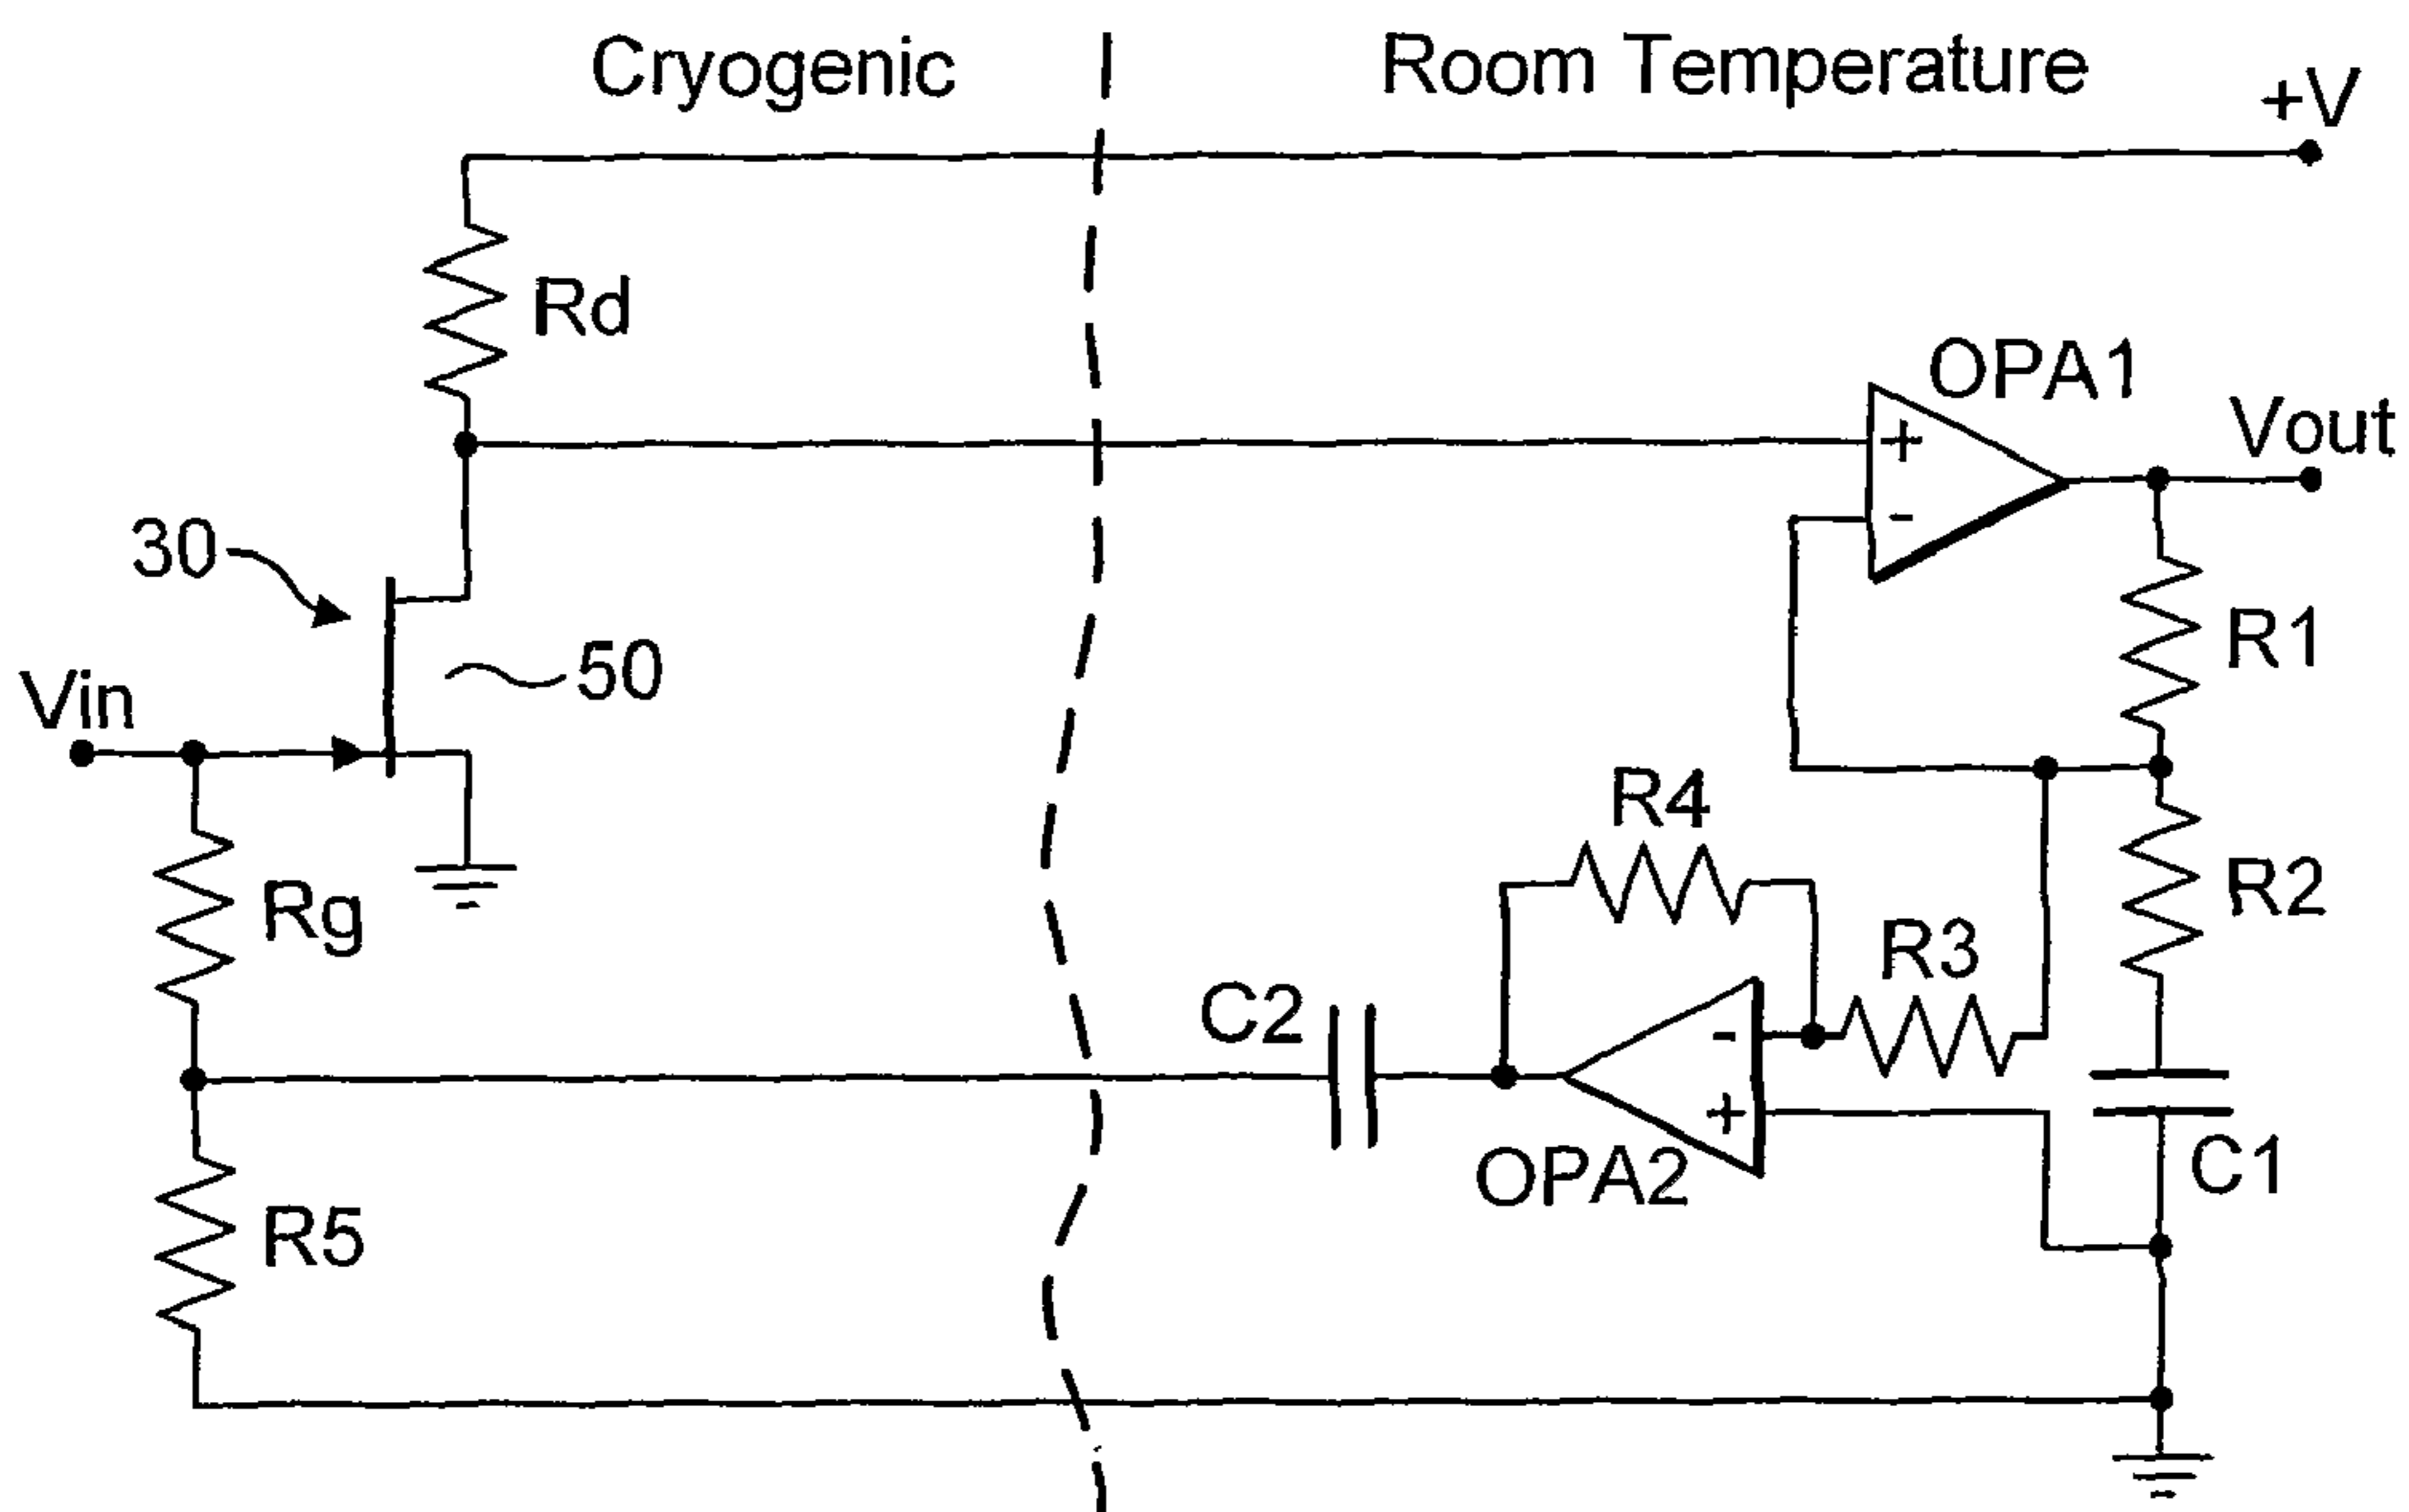 Cryogenic
Room Temperature
+V
Rd
OPA1
Vout
+
-
30
50
R1
Vin
R4
R2
Rg
R3
C2
-
+
OPA2
C1
R5